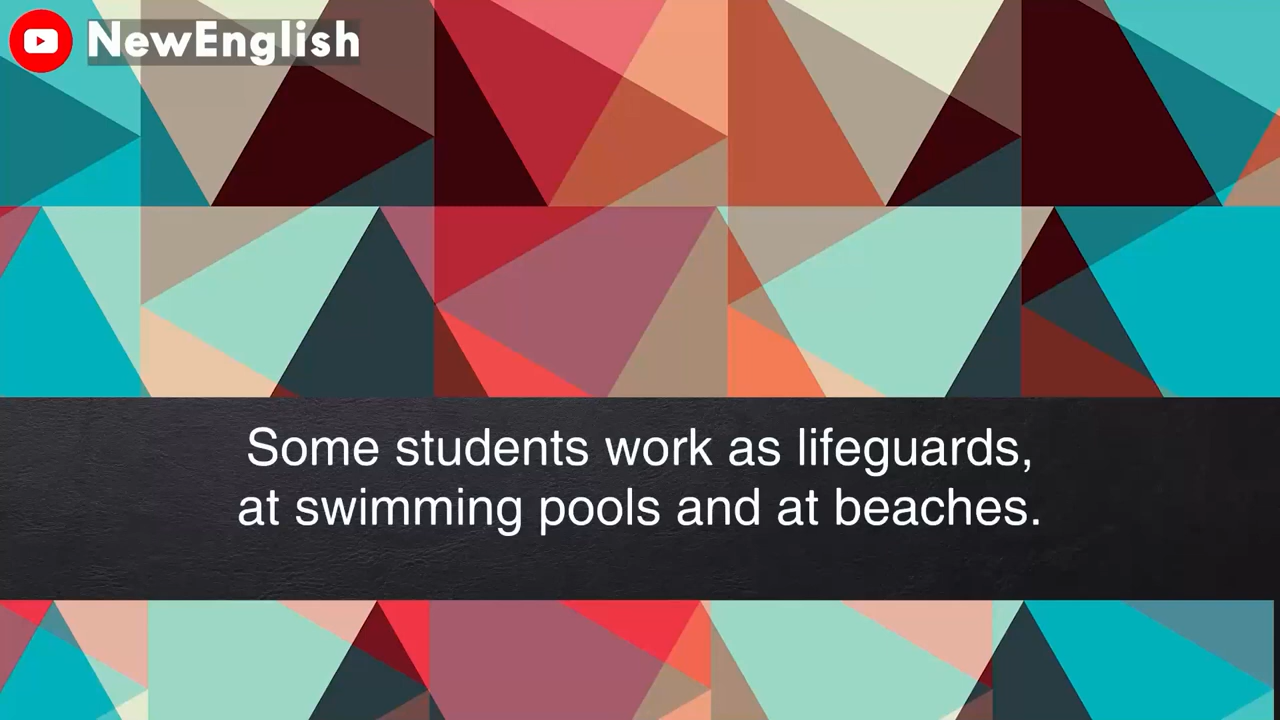 NewEnglish
Some students work as lifeguards,
at swimming pools and at beaches.